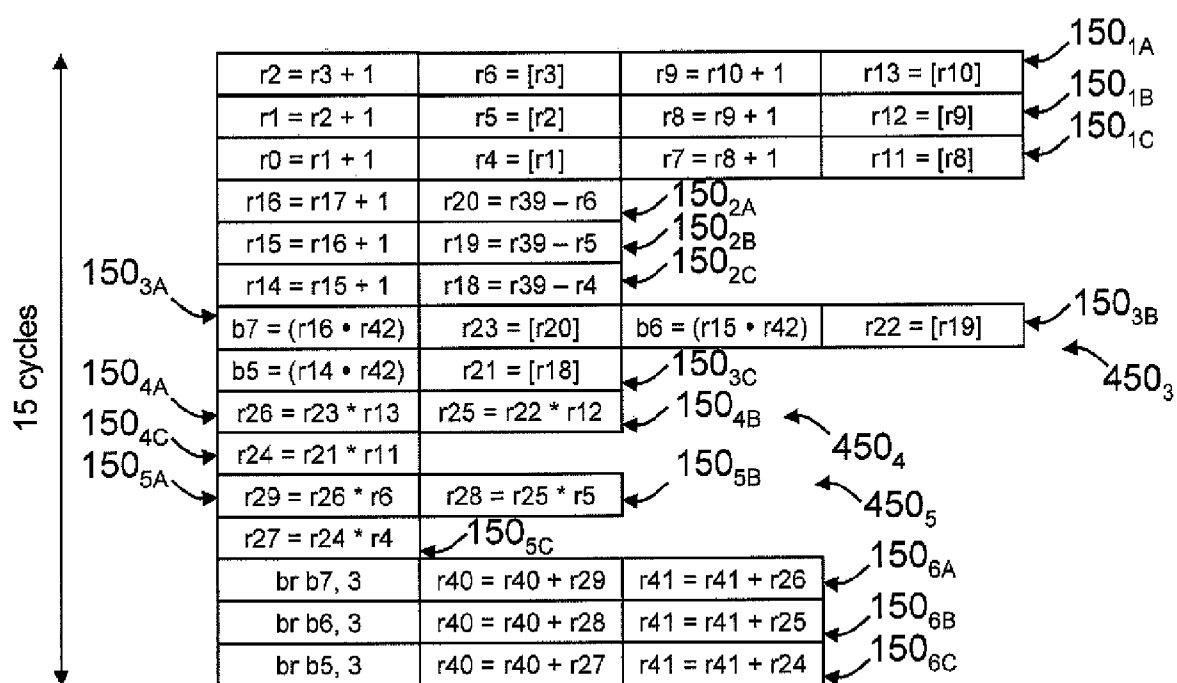 15 cycles
r2 = r3 + 1 r6 = [r3] r9 = r10 + 1 r13 = [r10] 150₁A
r1 = r2 + 1 r5 = [r2] r8 = r9 + 1 r12 = [r9] 150₁B
r0 = r1 + 1 r4 = [r1] r7 = r8 + 1 r11 = [r8] 150₁C
r16 = r17 + 1 r20 = r39 – r6 150₂A
r15 = r16 + 1 r19 = r39 – r5 150₂B
r14 = r15 + 1 r18 = r39 – r4 150₂C
150₃A b7 = (r16 • r42) r23 = [r20] b6 = (r15 • r42) r22 = [r19] 150₃B
450₃
b5 = (r14 • r42) r21 = [r18] 150₃C
150₄A r26 = r23 * r13 r25 = r22 * r12 150₄B 450₄
150₄C r24 = r21 * r11
150₅A r29 = r26 * r6 r28 = r25 * r5 150₅B 450₅
r27 = r24 * r4 150₅C
br b7, 3 r40 = r40 + r29 r41 = r41 + r26 150₆A
br b6, 3 r40 = r40 + r28 r41 = r41 + r25 150₆B
br b5, 3 r40 = r40 + r27 r41 = r41 + r24 150₆C